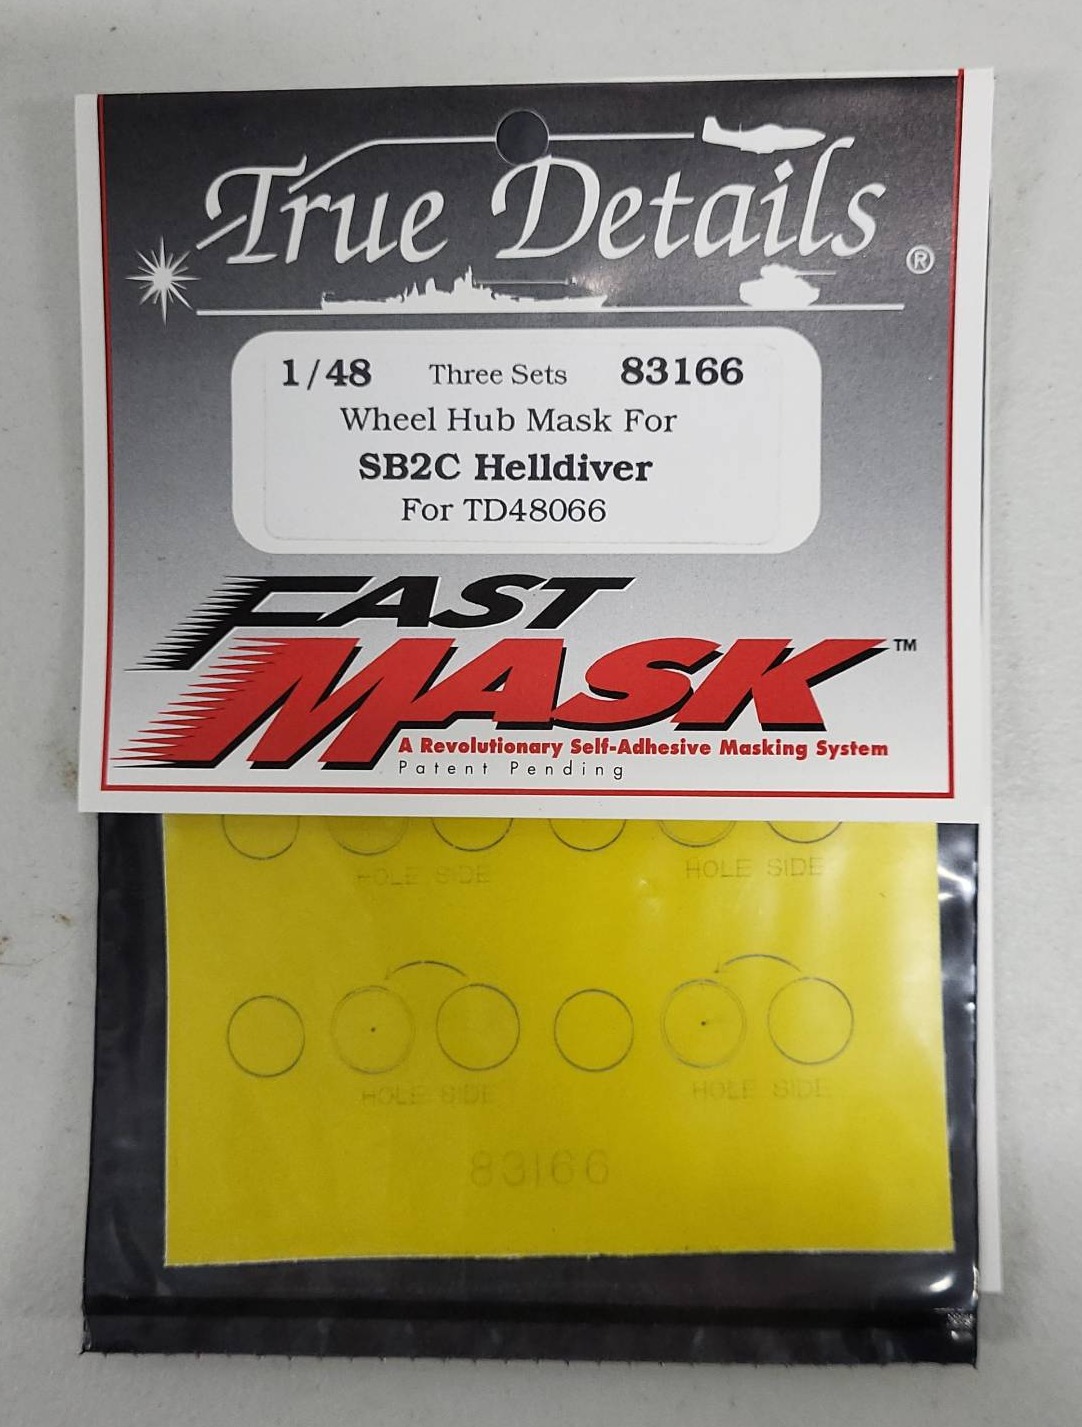 True Details ®
1/48 Three Sets 83166
Wheel Hub Mask For
SB2C Helldiver
For TD48066
FAST
MASK ™
A Revolutionary Self-Adhesive Masking System
Patent Pending
HOLE SIDE HOLE SIDE
HOLE SIDE HOLE SIDE
83166